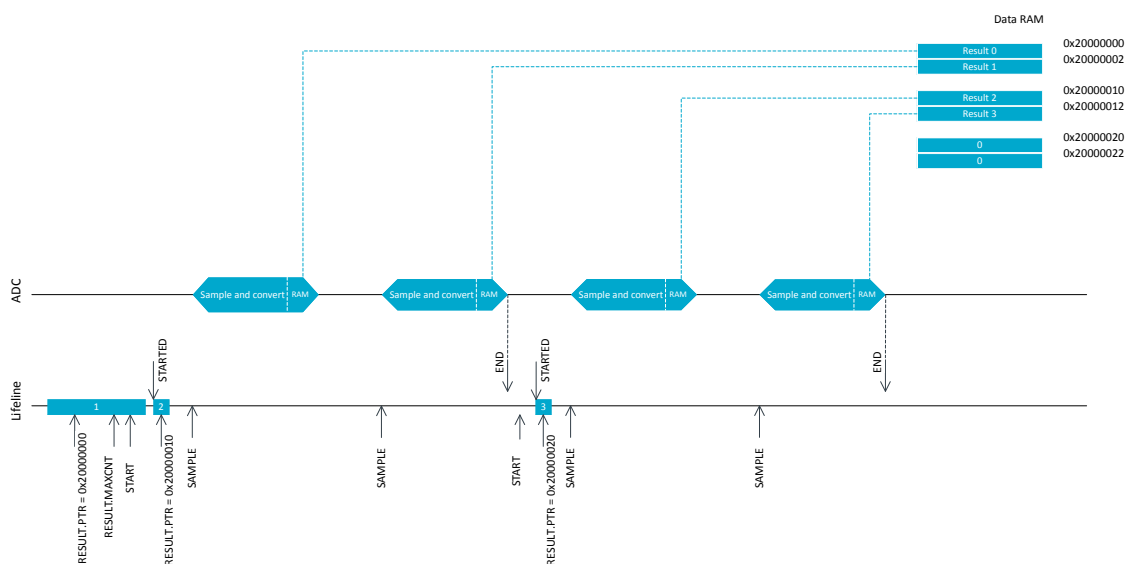 Data RAM
Result 0
0x20000000
Result 1
0x20000002
Result 2
0x20000010
Result 3
0x20000012
0
0x20000020
0
0x20000022
ADC
Sample and convert
RAM
Sample and convert
RAM
Sample and convert
RAM
Sample and convert
RAM
STARTED
END
STARTED
END
Lifeline
1
2
3
RESULT.PTR = 0x20000000
RESULT.MAXCNT
START
RESULT.PTR = 0x20000010
SAMPLE
SAMPLE
START
RESULT.PTR = 0x20000020
SAMPLE
SAMPLE